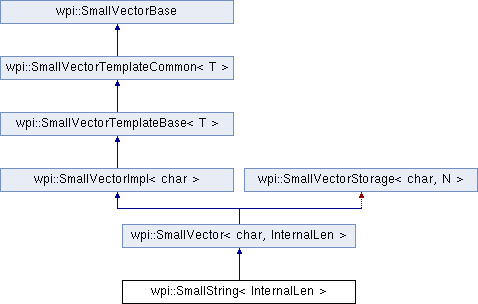 wpi::SmallVectorBase
wpi::SmallVectorTemplateCommon< T >
wpi::SmallVectorTemplateBase< T >
wpi::SmallVectorImpl< char >
wpi::SmallVectorStorage< char, N >
wpi::SmallVector< char, InternalLen >
wpi::SmallString< InternalLen >